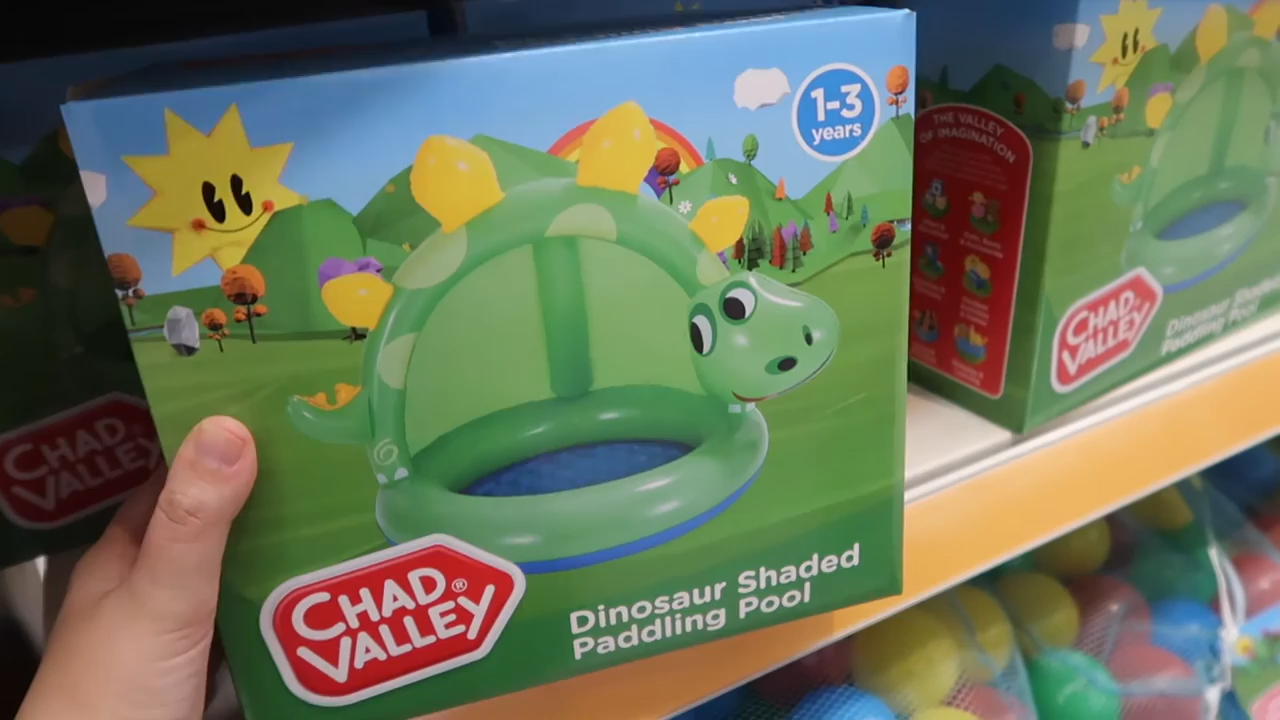 1-3
years
CHAD®
VALLEY
Dinosaur Shaded
Paddling Pool
THE VALLEY
OF IMAGINATION
CHAD
VALLEY
Dinosaur Shaded
Paddling Pool
CHAD
VALLEY